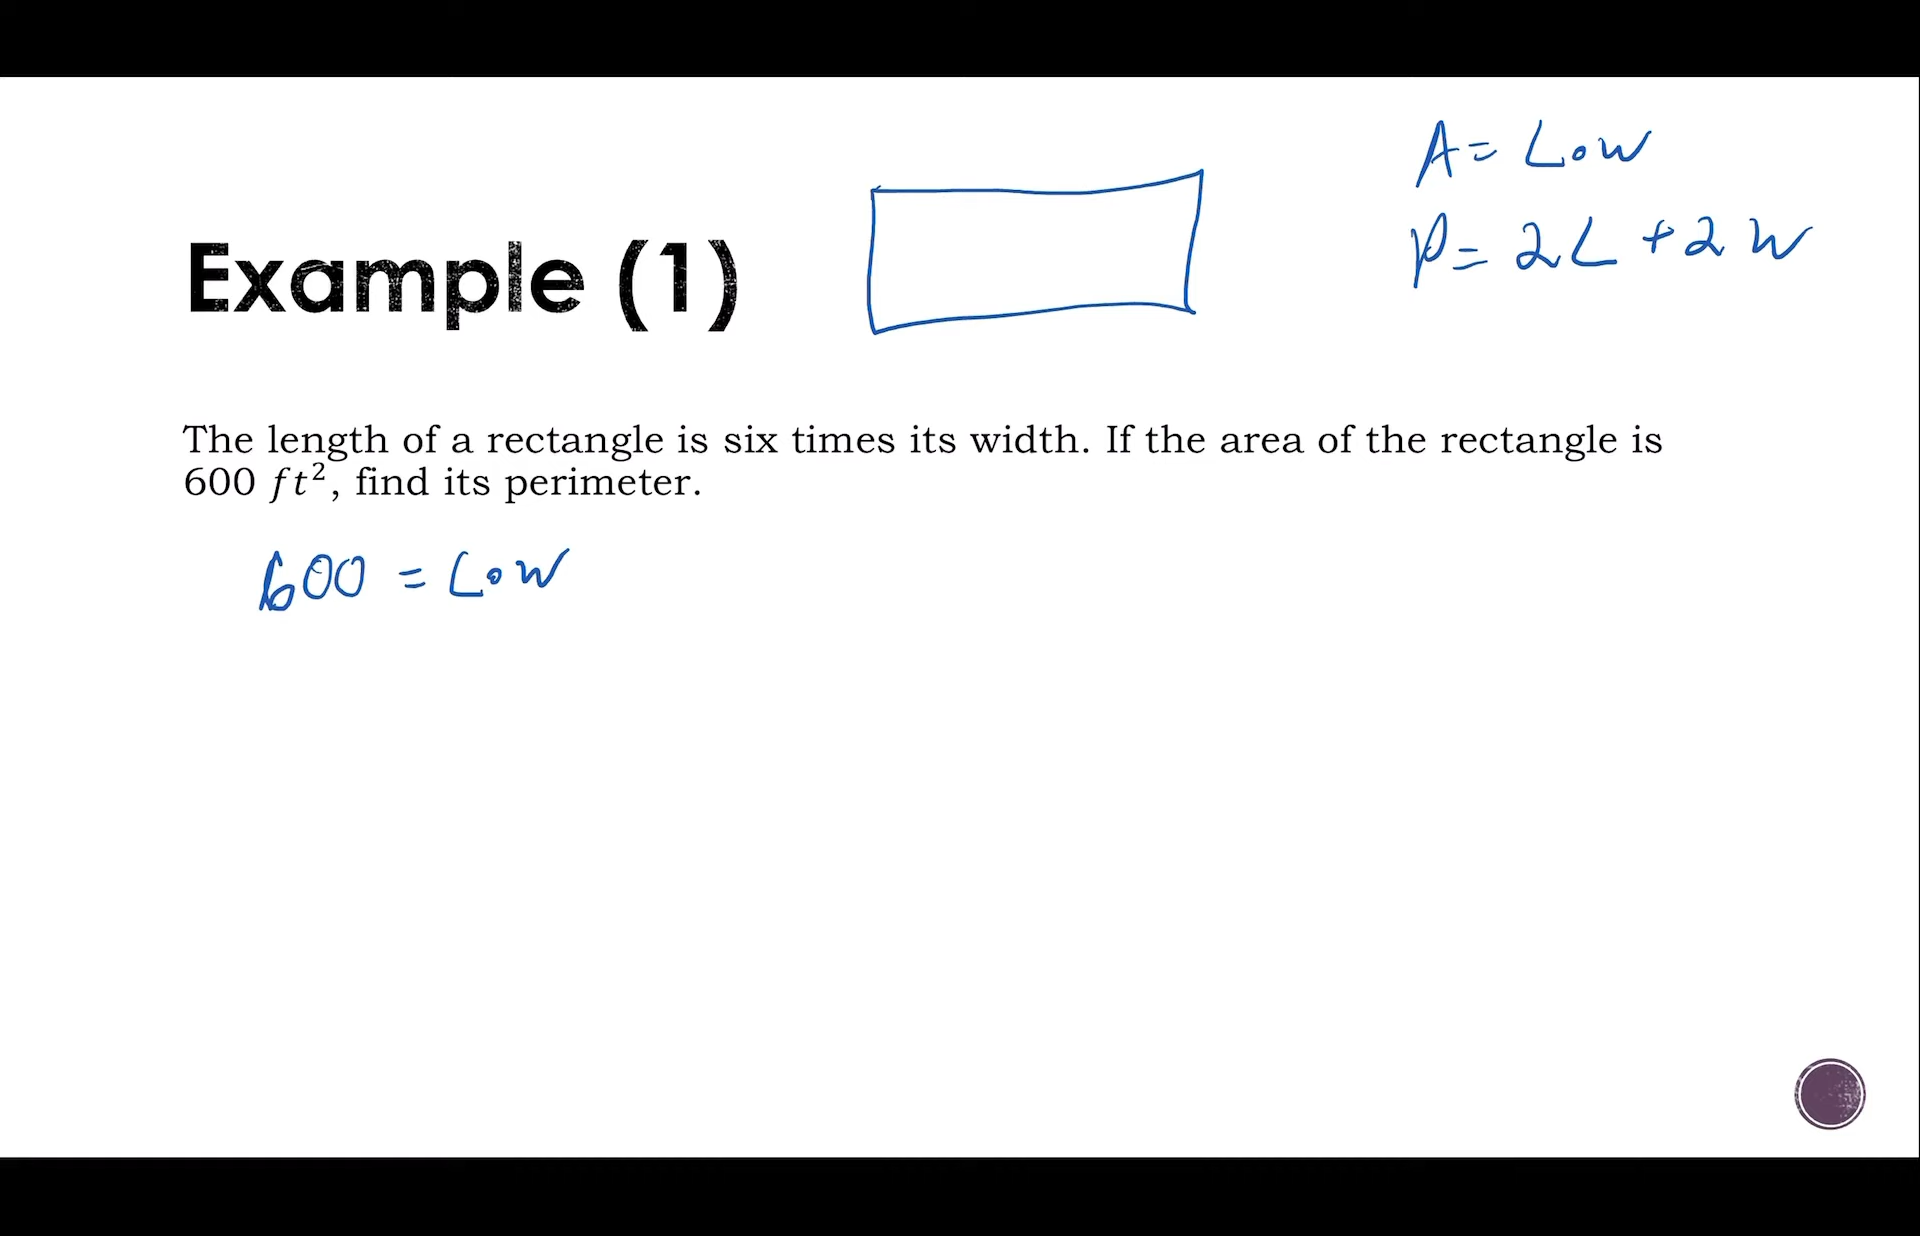 A = L • W
P = 2L + 2W
Example (1)
The length of a rectangle is six times its width. If the area of the rectangle is
600 ft², find its perimeter.
600 = L • W